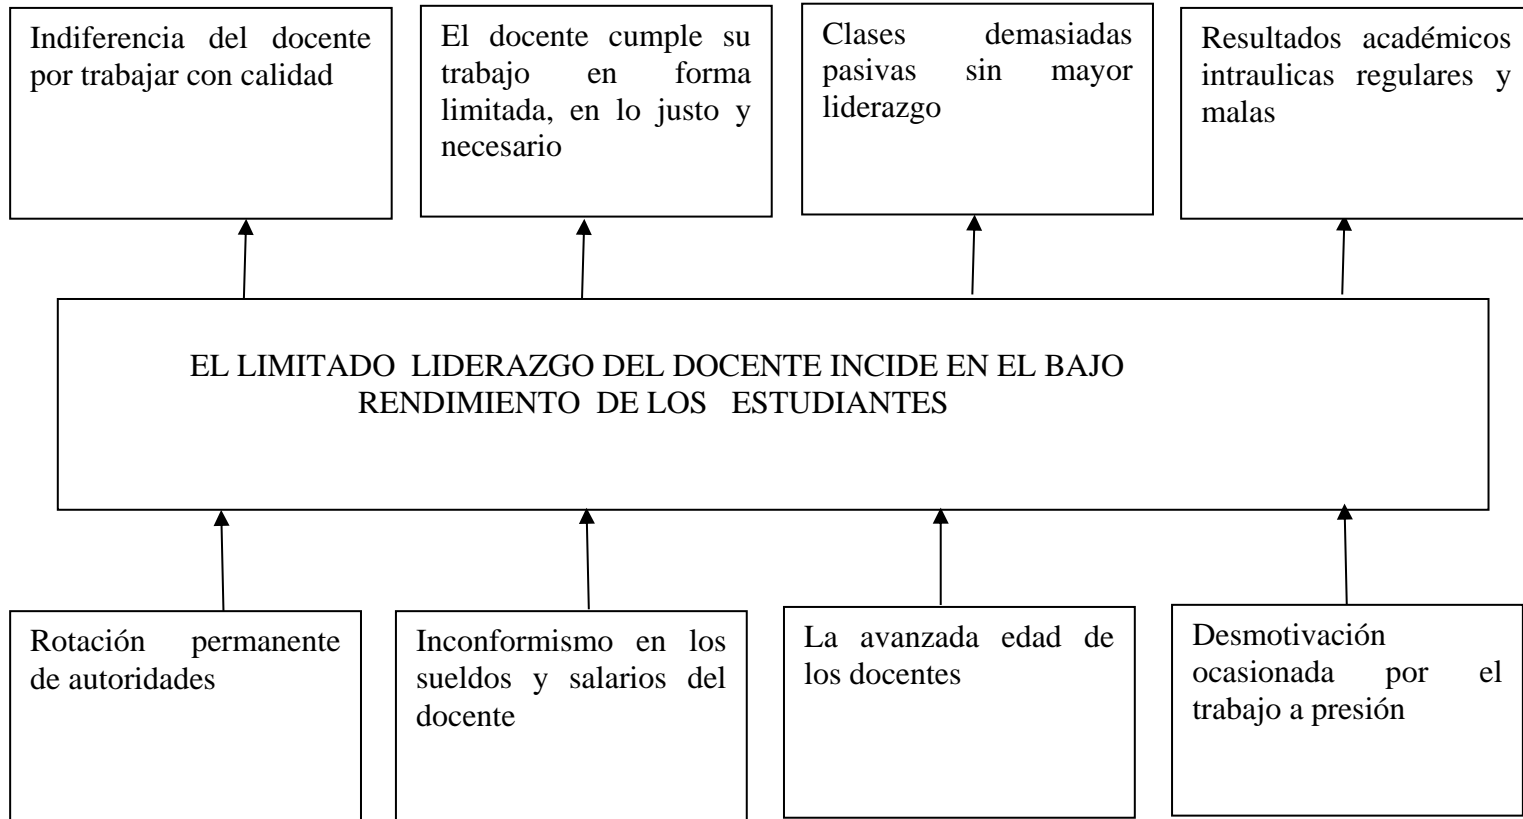 Indiferencia del docente
por trabajar con calidad
El docente cumple su
trabajo en forma
limitada, en lo justo y
necesario
Clases demasiadas
pasivas sin mayor
liderazgo
Resultados académicos
intraulicas regulares y
malas
EL LIMITADO LIDERAZGO DEL DOCENTE INCIDE EN EL BAJO
RENDIMIENTO DE LOS ESTUDIANTES
Rotación permanente
de autoridades
Inconformismo en los
sueldos y salarios del
docente
La avanzada edad de
los docentes
Desmotivación
ocasionada por el
trabajo a presión